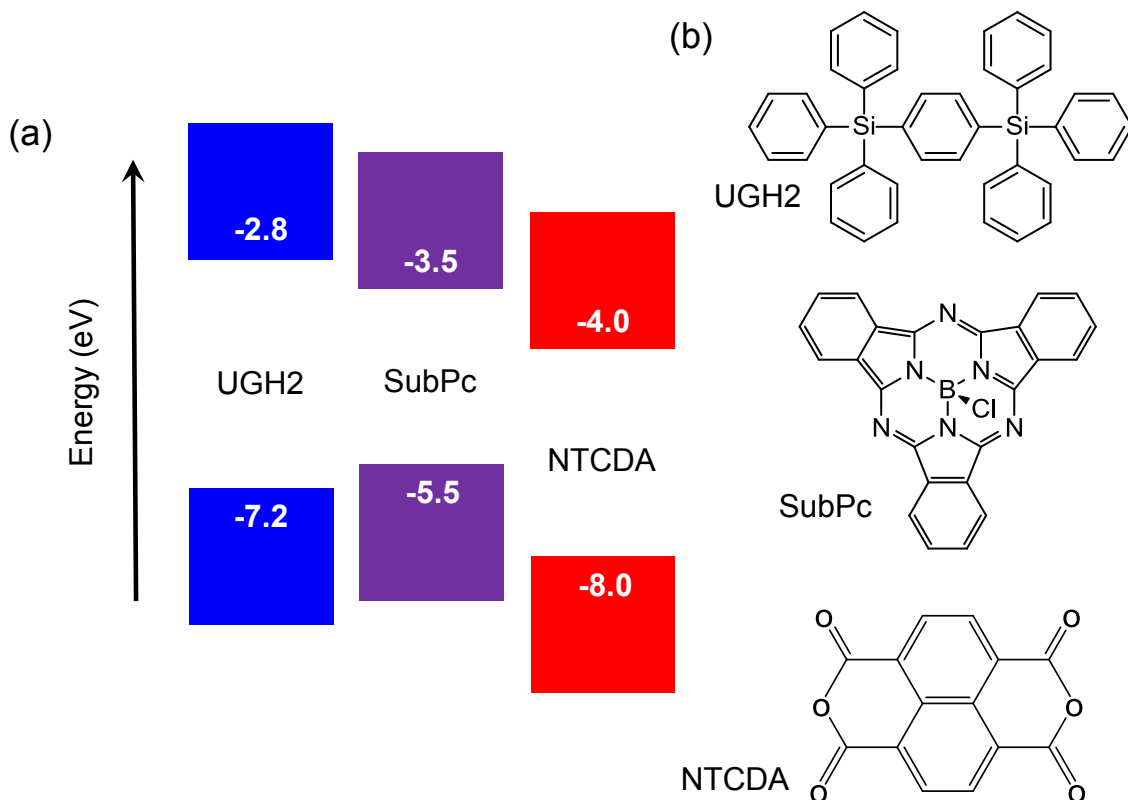 (a)
Energy (eV)
-2.8
-3.5
-4.0
UGH2
SubPc
NTCDA
-7.2
-5.5
-8.0
(b)
Si
Si
UGH2
N
N
N
B
Cl
N
N
N
SubPc
O
O
O
O
O
O
NTCDA